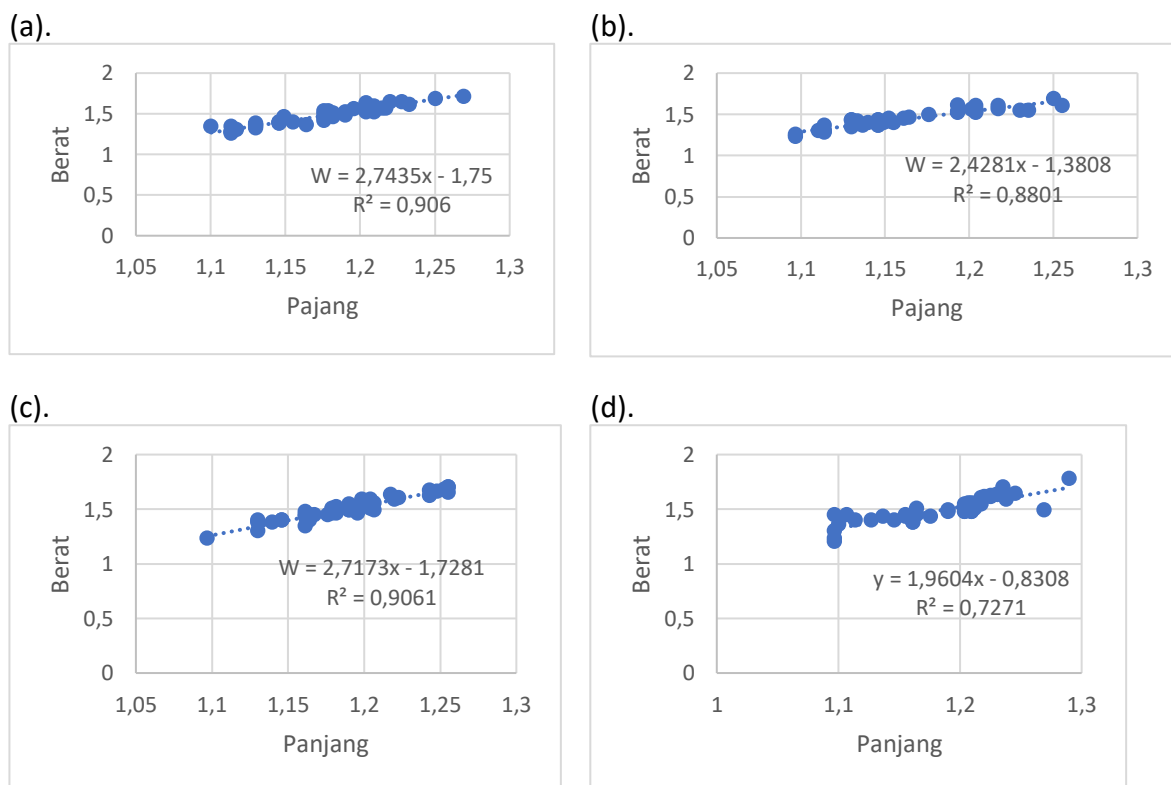 (a).
2
1,5
1
0,5
0
Berat
W = 2,7435x - 1,75
R² = 0,906
1,05 1,1 1,15 1,2 1,25 1,3
Pajang
(b).
2
1,5
1
0,5
0
Berat
W = 2,4281x - 1,3808
R² = 0,8801
1,05 1,1 1,15 1,2 1,25 1,3
Pajang
(c).
2
1,5
1
0,5
0
Berat
W = 2,7173x - 1,7281
R² = 0,9061
1,05 1,1 1,15 1,2 1,25 1,3
Panjang
(d).
2
1,5
1
0,5
0
Berat
y = 1,9604x - 0,8308
R² = 0,7271
1 1,1 1,2 1,3
Panjang